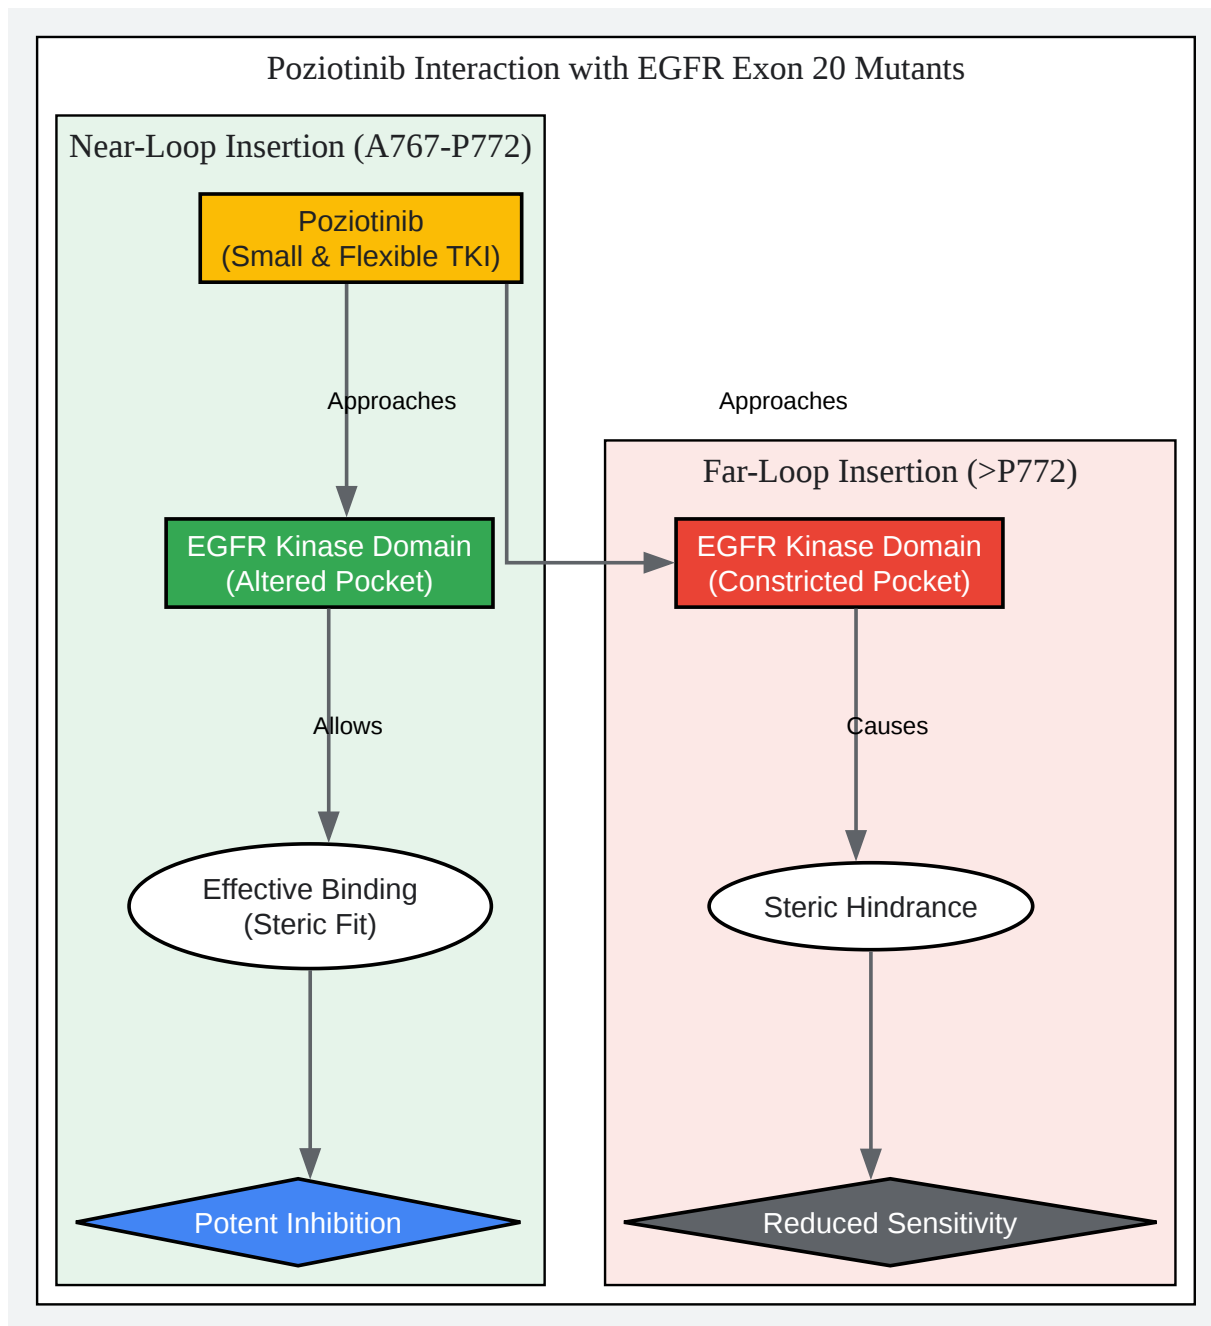 Poziotinib Interaction with EGFR Exon 20 Mutants
Near-Loop Insertion (A767-P772)
Poziotinib
(Small & Flexible TKI)
Approaches
Approaches
Far-Loop Insertion (>P772)
EGFR Kinase Domain
(Altered Pocket)
EGFR Kinase Domain
(Constricted Pocket)
Allows
Causes
Effective Binding
(Steric Fit)
Steric Hindrance
Potent Inhibition
Reduced Sensitivity